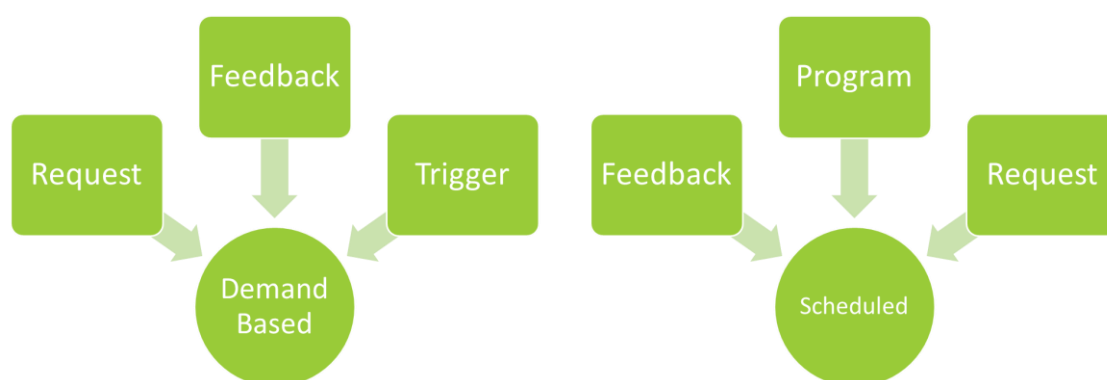 Feedback
Request
Trigger
Demand
Based
Program
Feedback
Request
Scheduled